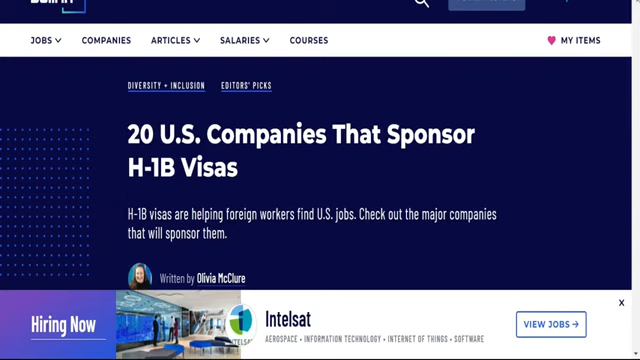 JOBS COMPANIES ARTICLES SALARIES COURSES MY ITEMS
DIVERSITY + INCLUSION EDITORS' PICKS
20 U.S. Companies That Sponsor
H-1B Visas
H-1B visas are helping foreign workers find U.S. jobs. Check out the major companies
that will sponsor them.
Written by Olivia McClure
Hiring Now
INTELSAT
Intelsat
AEROSPACE • INFORMATION TECHNOLOGY • INTERNET OF THINGS • SOFTWARE
VIEW JOBS →
X